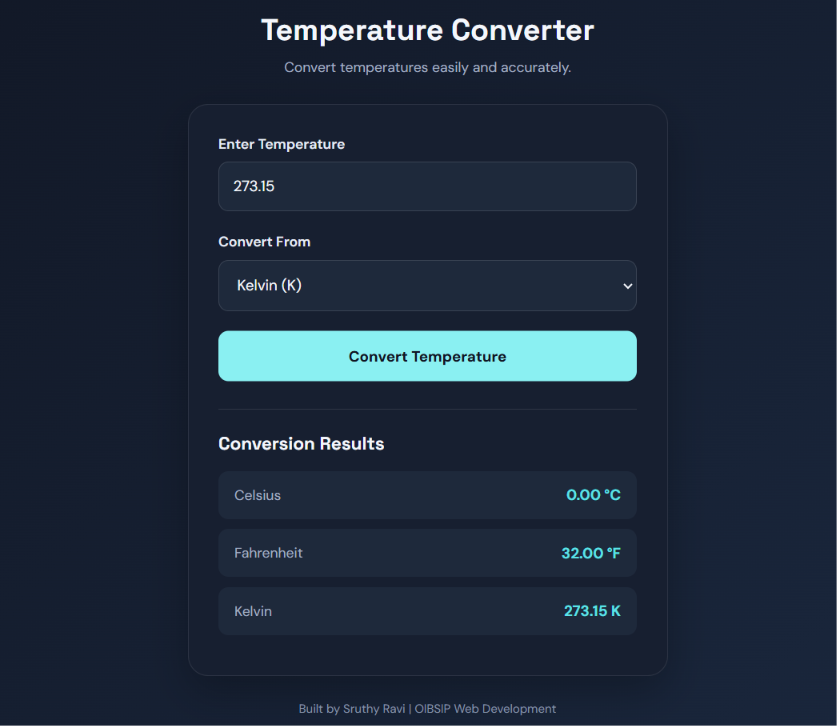 Temperature Converter
Convert temperatures easily and accurately.
Enter Temperature
273.15
Convert From
Kelvin (K)
Convert Temperature
Conversion Results
Celsius 0.00 °C
Fahrenheit 32.00 °F
Kelvin 273.15 K
Built by Sruthy Ravi | OIBSIP Web Development